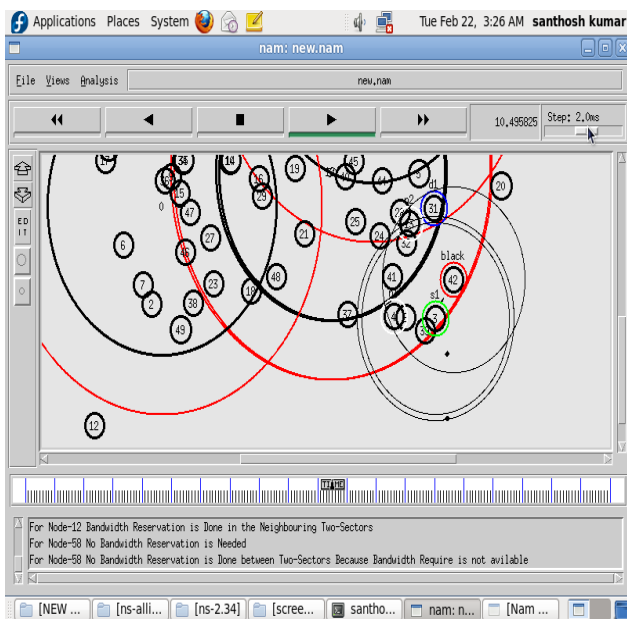 Applications Places System Tue Feb 22, 3:26 AM santhosh kumar
nam: new.nam
File Views Analysis new.nam
10.495825 Step: 2.0ms
ED
IT
17 19 45 20
16 29 15 47 0
d1
31
25 21 24 32
6 27
black
42
7 2 23 38 18 48 41
s1
3
49 37
12
TIME
For Node-12 Bandwidth Reservation is Done in the Neighbouring Two-Sectors
For Node-58 No Bandwidth Reservation is Needed
For Node-58 No Bandwidth Reservation is Done between Two-Sectors Because Bandwidth Require is not avilable
[NEW ... [ns-alli... [ns-2.34] [scree... santho... nam: n... [Nam ...